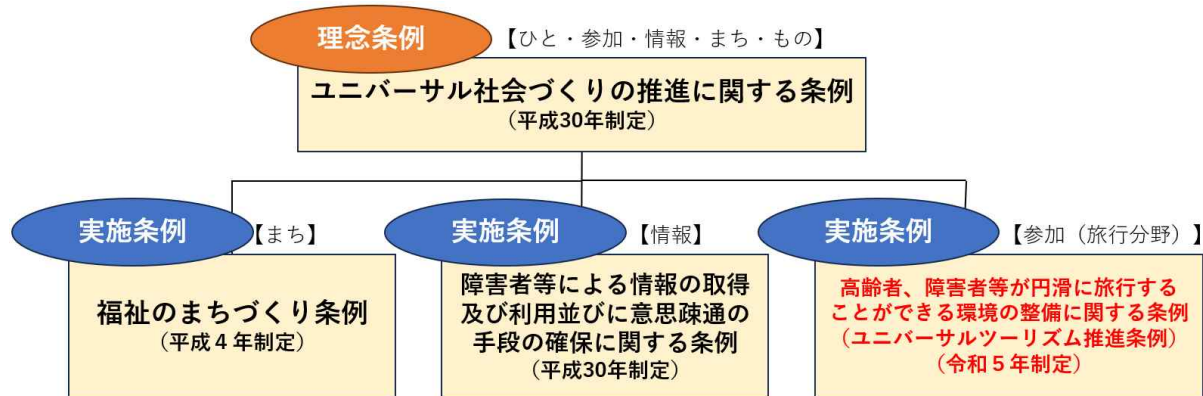 理念条例
【ひと・参加・情報・まち・もの】
ユニバーサル社会づくりの推進に関する条例
（平成30年制定）
実施条例
【まち】
福祉のまちづくり条例
（平成４年制定）
実施条例
【情報】
障害者等による情報の取得
及び利用並びに意思疎通の
手段の確保に関する条例
（平成30年制定）
実施条例
【参加（旅行分野）】
高齢者、障害者等が円滑に旅行する
ことができる環境の整備に関する条例
（ユニバーサルツーリズム推進条例）
（令和５年制定）